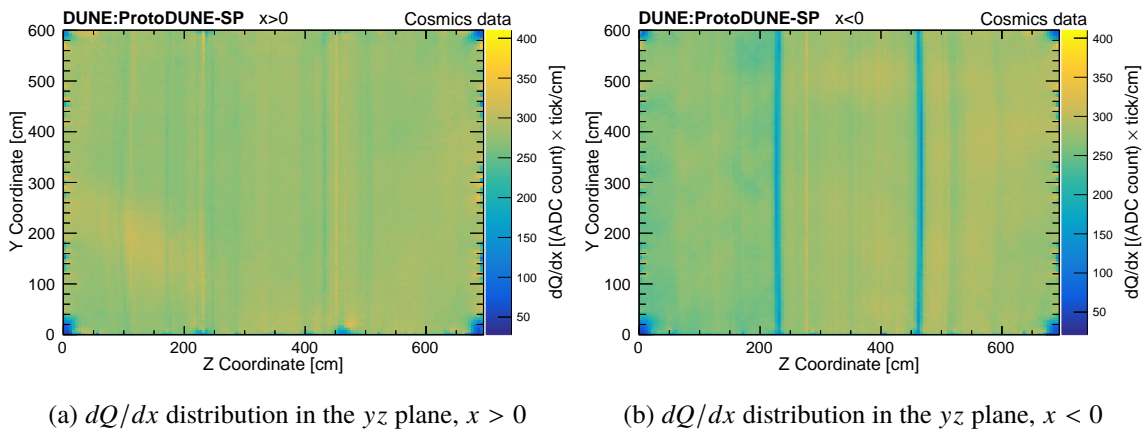 DUNE:ProtoDUNE-SP x>0 Cosmics data
600
500
400
300
200
100
0
Y Coordinate [cm]
0 200 400 600
Z Coordinate [cm]
400
350
300
250
200
150
100
50
dQ/dx [(ADC count) × tick/cm]
(a) dQ/dx distribution in the yz plane, x > 0
DUNE:ProtoDUNE-SP x<0 Cosmics data
600
500
400
300
200
100
0
Y Coordinate [cm]
0 200 400 600
Z Coordinate [cm]
400
350
300
250
200
150
100
50
dQ/dx [(ADC count) × tick/cm]
(b) dQ/dx distribution in the yz plane, x < 0